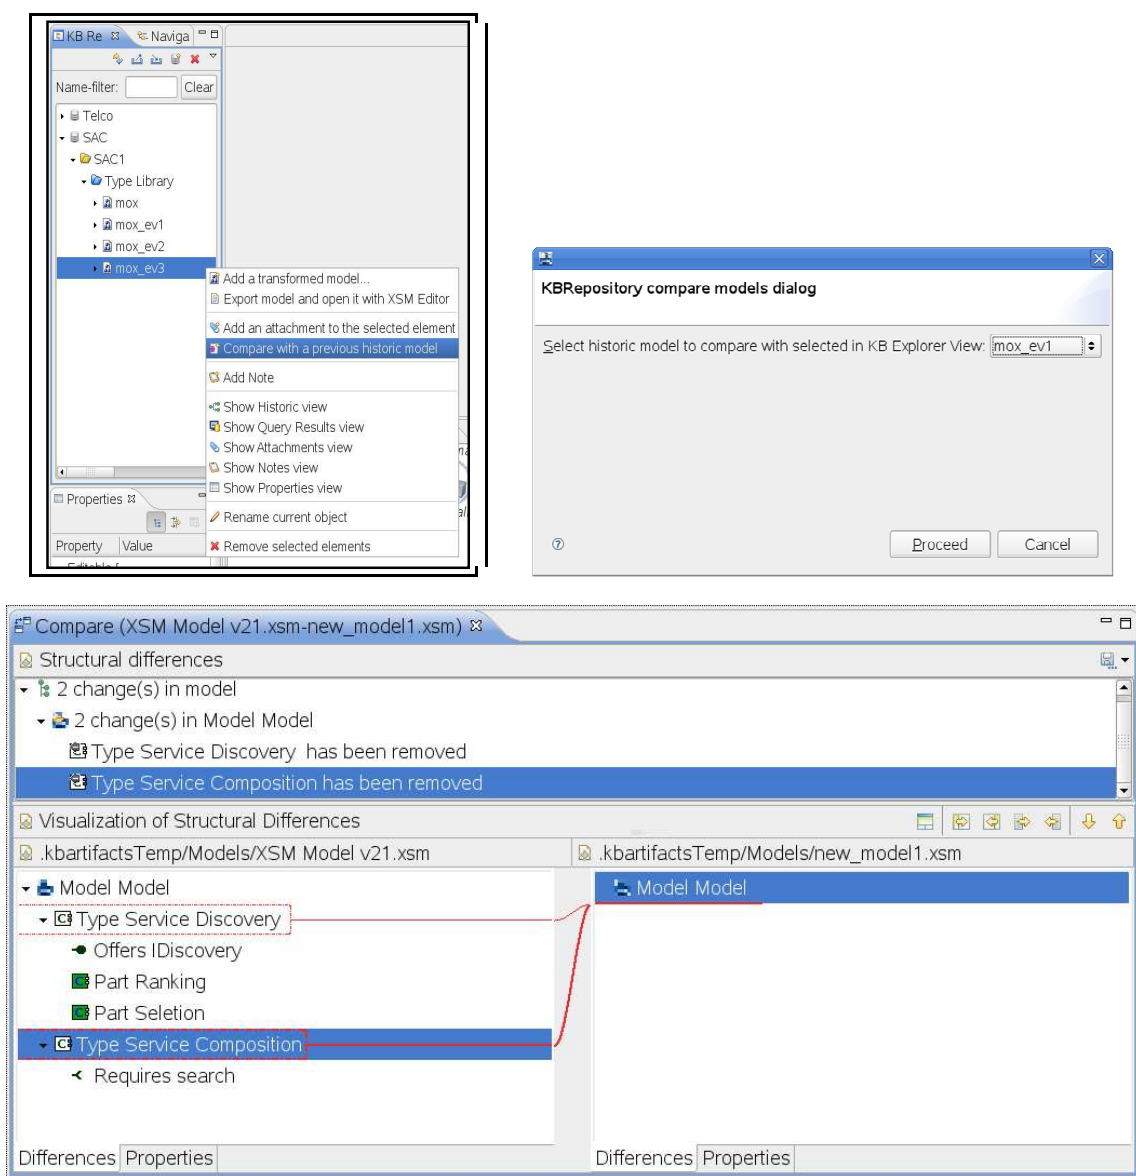 KB Re
Naviga
Name-filter:
Clear
Telco
SAC
SAC1
Type Library
mox
mox_ev1
mox_ev2
mox_ev3
Add a transformed model...
Export model and open it with XSM Editor
Add an attachment to the selected element
Compare with a previous historic model
Add Note
Show Historic view
Show Query Results view
Show Attachments view
Show Notes view
Show Properties view
Rename current object
Remove selected elements
Properties
Property Value
KBRepository compare models dialog
Select historic model to compare with selected in KB Explorer View: mox_ev1
Proceed Cancel
Compare (XSM Model v21.xsm-new_model1.xsm)
Structural differences
2 change(s) in model
2 change(s) in Model Model
Type Service Discovery has been removed
Type Service Composition has been removed
Visualization of Structural Differences
.kbartifactsTemp/Models/XSM Model v21.xsm
.kbartifactsTemp/Models/new_model1.xsm
Model Model
Type Service Discovery
Offers IDiscovery
Part Ranking
Part Seletion
Type Service Composition
Requires search
Model Model
Differences Properties
Differences Properties